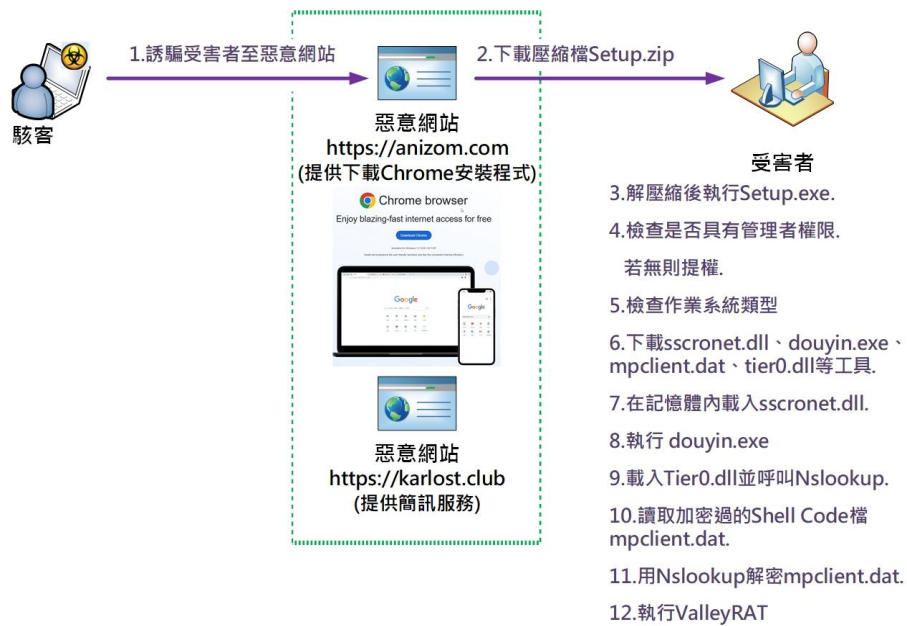 1.誘騙受害者至惡意網站
2.下載壓縮檔Setup.zip
駭客
惡意網站
https://anizom.com
(提供下載Chrome安裝程式)
Chrome browser
Enjoy blazing-fast internet access for free
Download Chrome
Google
Google
惡意網站
https://karlost.club
(提供簡訊服務)
受害者
3.解壓縮後執行Setup.exe.
4.檢查是否具有管理者權限.
若無則提權.
5.檢查作業系統類型
6.下載sscronet.dll、douyin.exe、
mpclient.dat、tier0.dll等工具.
7.在記憶體內載入sscronet.dll.
8.執行 douyin.exe
9.載入Tier0.dll並呼叫Nslookup.
10.讀取加密過的Shell Code檔
mpclient.dat.
11.用Nslookup解密mpclient.dat.
12.執行ValleyRAT